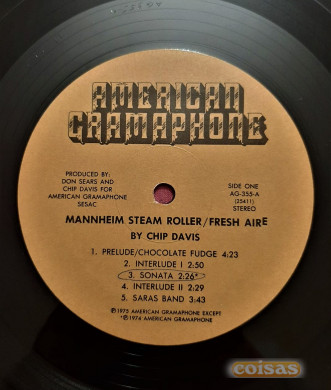 AMERICAN
GRAMAPHONE
PRODUCED BY:
DON SEARS AND
CHIP DAVIS FOR
AMERICAN GRAMAPHONE
SESAC
SIDE ONE
AG-355-A
(25411)
STEREO
MANNHEIM STEAM ROLLER/FRESH AIRE
BY CHIP DAVIS
1. PRELUDE/CHOCOLATE FUDGE 4:23
2. INTERLUDE I 2:50
3. SONATA 2:26*
4. INTERLUDE II 2:29
5. SARAS BAND 3:43
Ⓟ1975 AMERICAN GRAMAPHONE EXCEPT
*Ⓟ1974 AMERICAN GRAMAPHONE
coisas